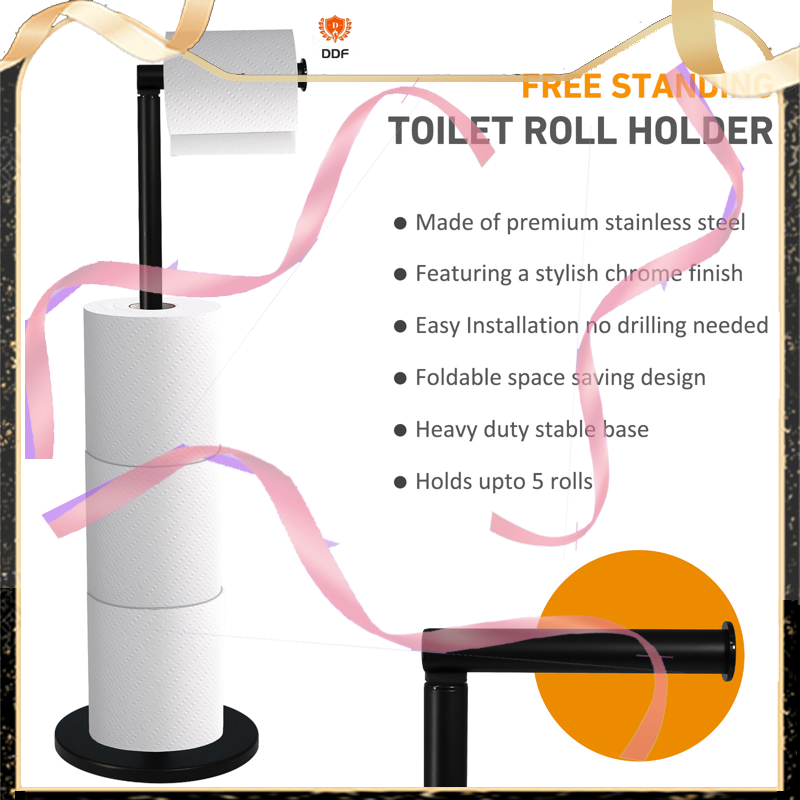 DDF
FREE STANDING
TOILET ROLL HOLDER
● Made of premium stainless steel
● Featuring a stylish chrome finish
● Easy Installation no drilling needed
● Foldable space saving design
● Heavy duty stable base
● Holds upto 5 rolls